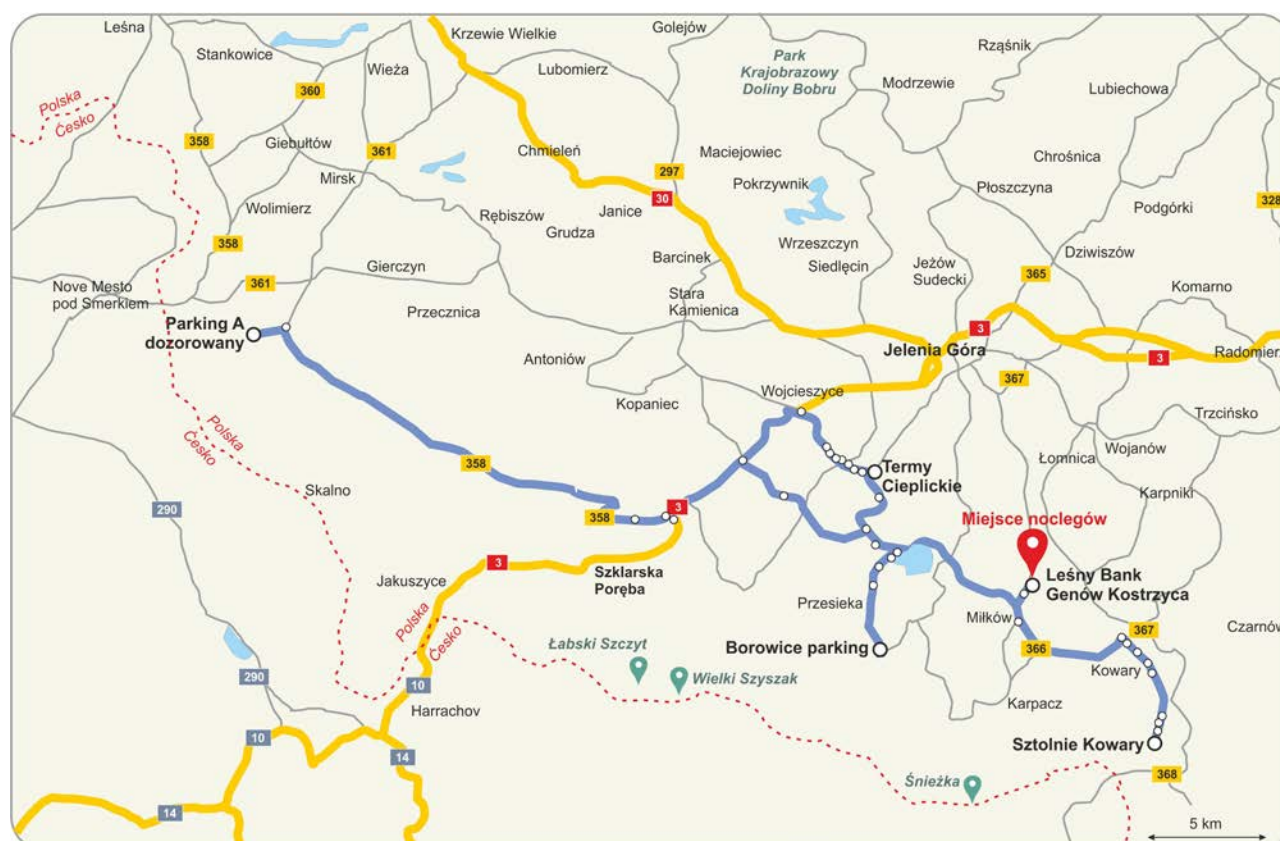 Leśna
Stankowice
Wieża
Krzewie Wielkie
Lubomierz
Golejów
Park
Krajobrazowy
Doliny Bobru
Rząśnik
Modrzewie
Lubiechowa
Polska
Česko
360
358
Giebułtów
361
Mirsk
Chmieleń
297
Maciejowiec
Pokrzywnik
Chrośnica
Płoszczyna
Podgórki
328
Wolimierz
358
Rębiszów
Grudza
Janice
30
Wrzeszczyn
Siedlęcin
Dziwiszów
Barcinek
Jeżów
Sudecki
365
Gierczyn
361
Nove Mesto
pod Smerkiem
Przecznica
Stara
Kamienica
Komarno
Parking A
dozorowany
Antoniów
3
Jelenia Góra
3
Radomierz
Kopaniec
Wojcieszyce
367
Trzcińsko
Polska
Česko
Wojanów
Łomnica
358
Termy
Cieplickie
Karpniki
Skalno
290
358
3
Miejsce noclegów
3
Szklarska
Poręba
Jakuszyce
Leśny Bank
Genów Kostrzyca
Przesieka
Miłków
367
Czarnów
Polska
Česko
Łabski Szczyt
Wielki Szyszak
Borowice parking
366
Kowary
290
10
Harrachov
Karpacz
10
14
Sztolnie Kowary
Śnieżka
368
14
5 km